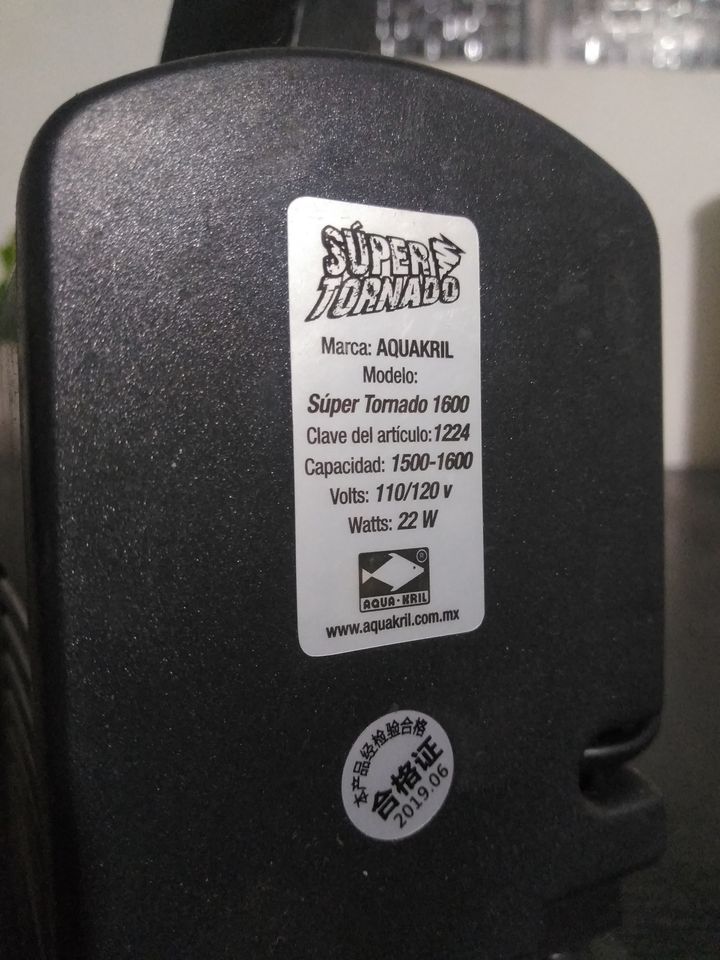 SÚPER
TORNADO
Marca: AQUAKRIL
Modelo:
Súper Tornado 1600
Clave del artículo:1224
Capacidad: 1500-1600
Volts: 110/120 v
Watts: 22 W
®
AQUA·KRIL
www.aquakril.com.mx
本产品经检验合格
合格证
2019.06